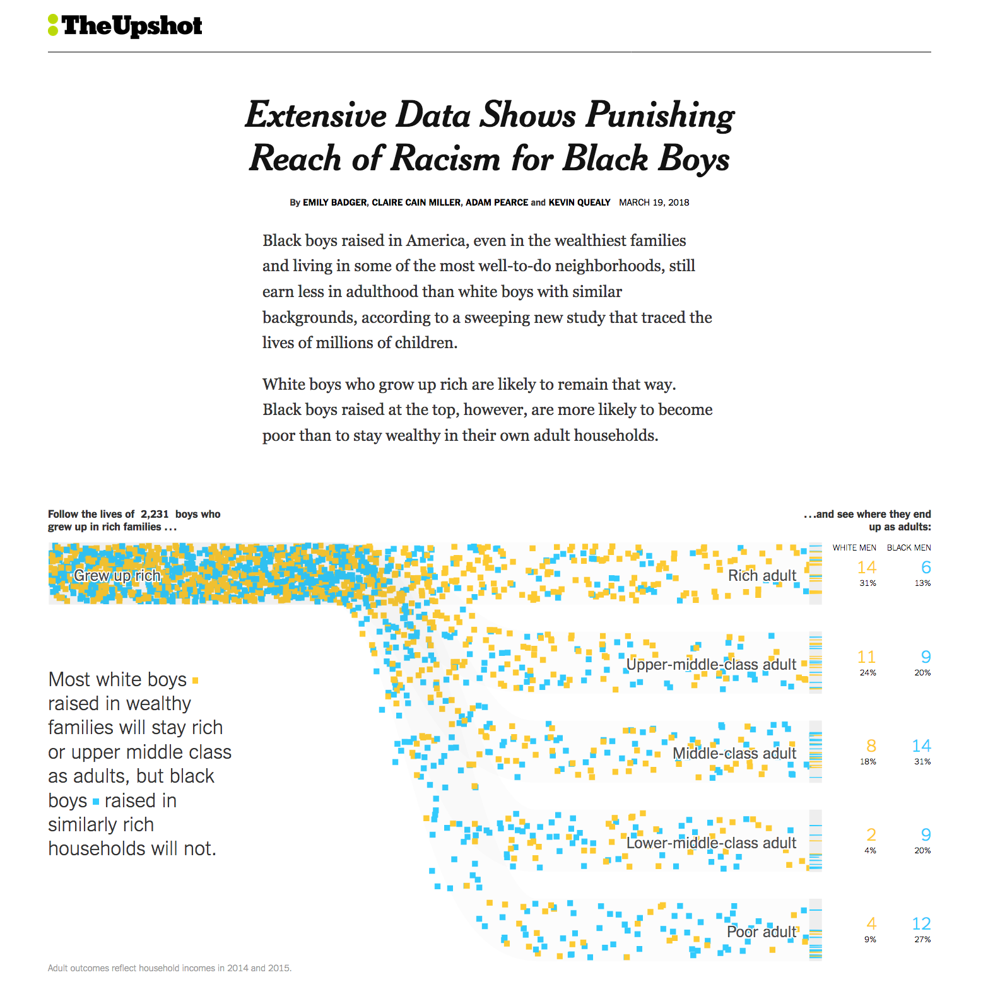 TheUpshot
Extensive Data Shows Punishing
Reach of Racism for Black Boys
By EMILY BADGER, CLAIRE CAIN MILLER, ADAM PEARCE and KEVIN QUEALY MARCH 19, 2018
Black boys raised in America, even in the wealthiest families
and living in some of the most well-to-do neighborhoods, still
earn less in adulthood than white boys with similar
backgrounds, according to a sweeping new study that traced the
lives of millions of children.
White boys who grow up rich are likely to remain that way.
Black boys raised at the top, however, are more likely to become
poor than to stay wealthy in their own adult households.
Follow the lives of 2,231 boys who
grew up in rich families ...
...and see where they end
up as adults:
WHITE MEN BLACK MEN
Grew up rich
Rich adult
14 6
31% 13%
Upper-middle-class adult
11 9
24% 20%
Most white boys
raised in wealthy
families will stay rich
or upper middle class
as adults, but black
boys raised in
similarly rich
households will not.
Middle-class adult
8 14
18% 31%
Lower-middle-class adult
2 9
4% 20%
Poor adult
4 12
9% 27%
Adult outcomes reflect household incomes in 2014 and 2015.